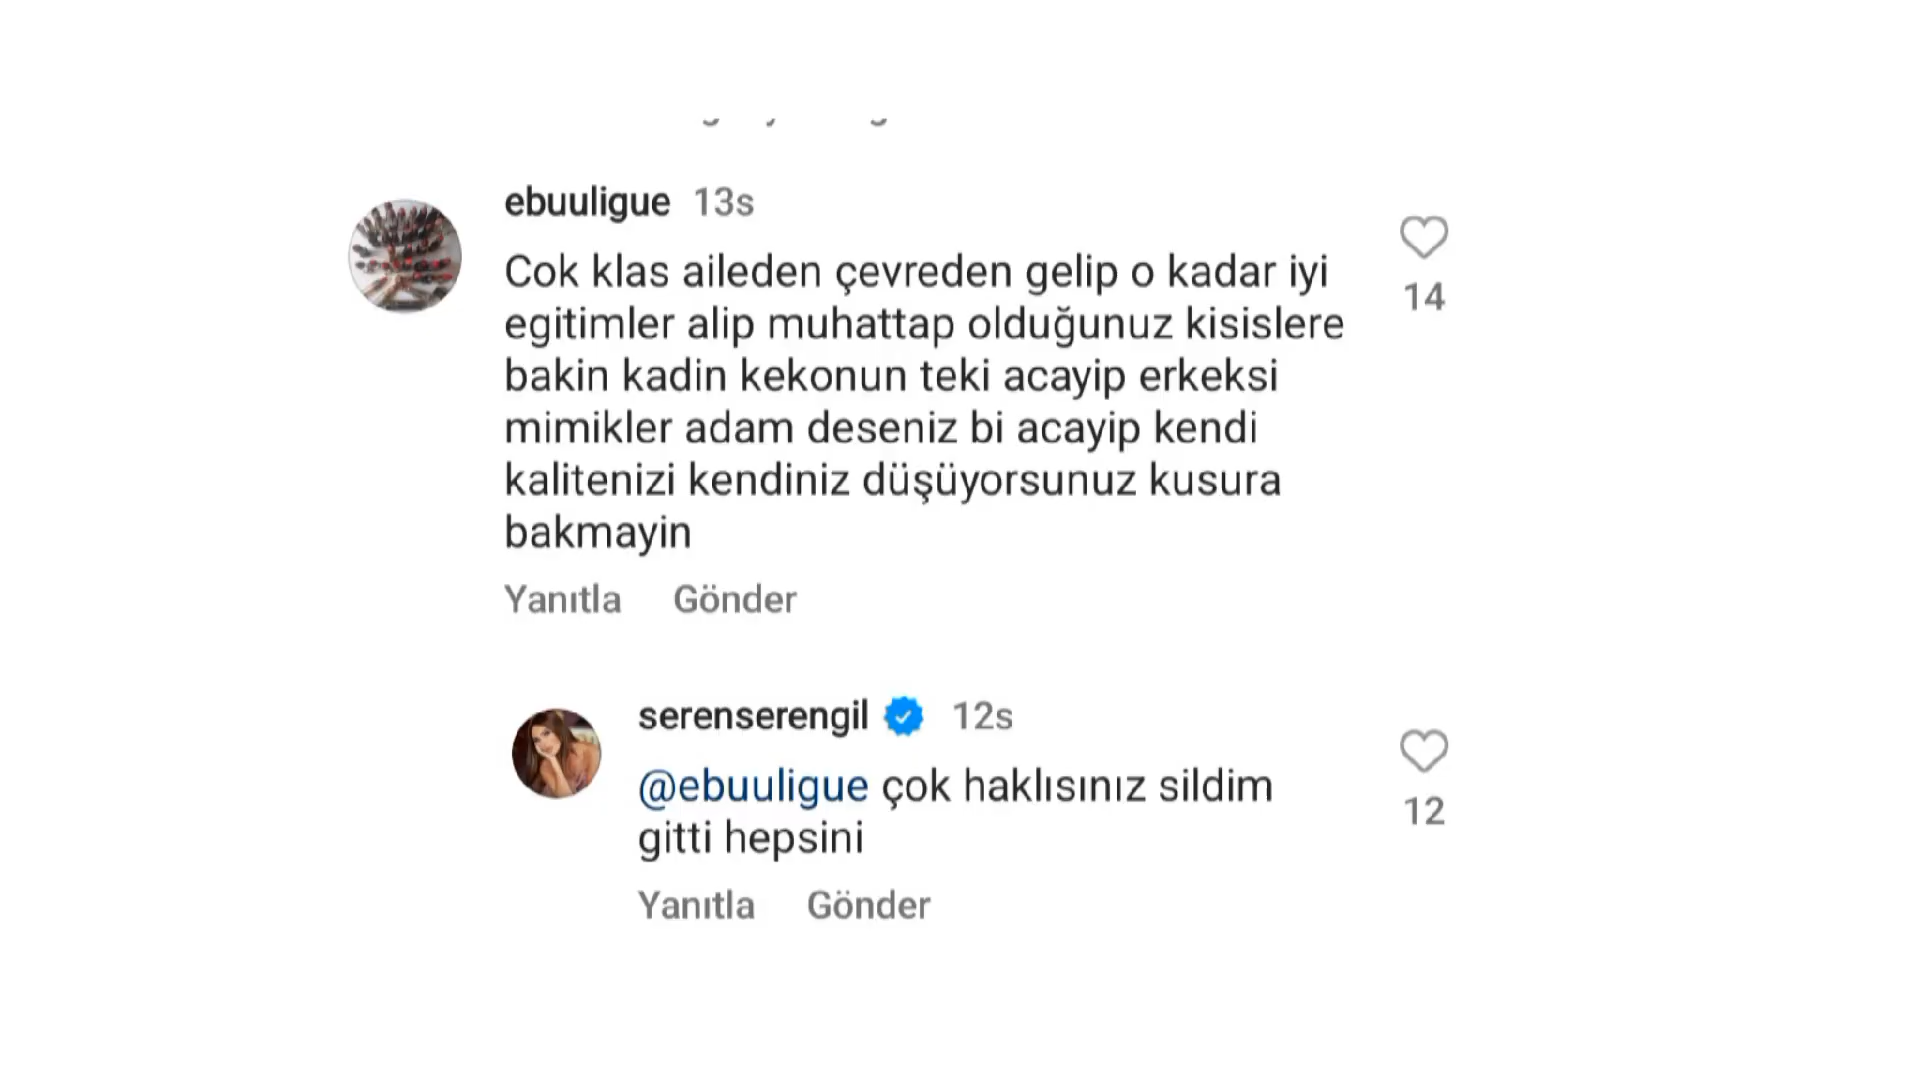 ebuuligue 13s
Cok klas aileden çevreden gelip o kadar iyi
14
egitimler alip muhattap olduğunuz kisislere
bakin kadin kekonun teki acayip erkeksi
mimikler adam deseniz bi acayip kendi
kalitenizi kendiniz düşüyorsunuz kusura
bakmayin
Yanıtla Gönder
serenserengil 12s
@ebuuligue çok haklısınız sildim
12
gitti hepsini
Yanıtla Gönder